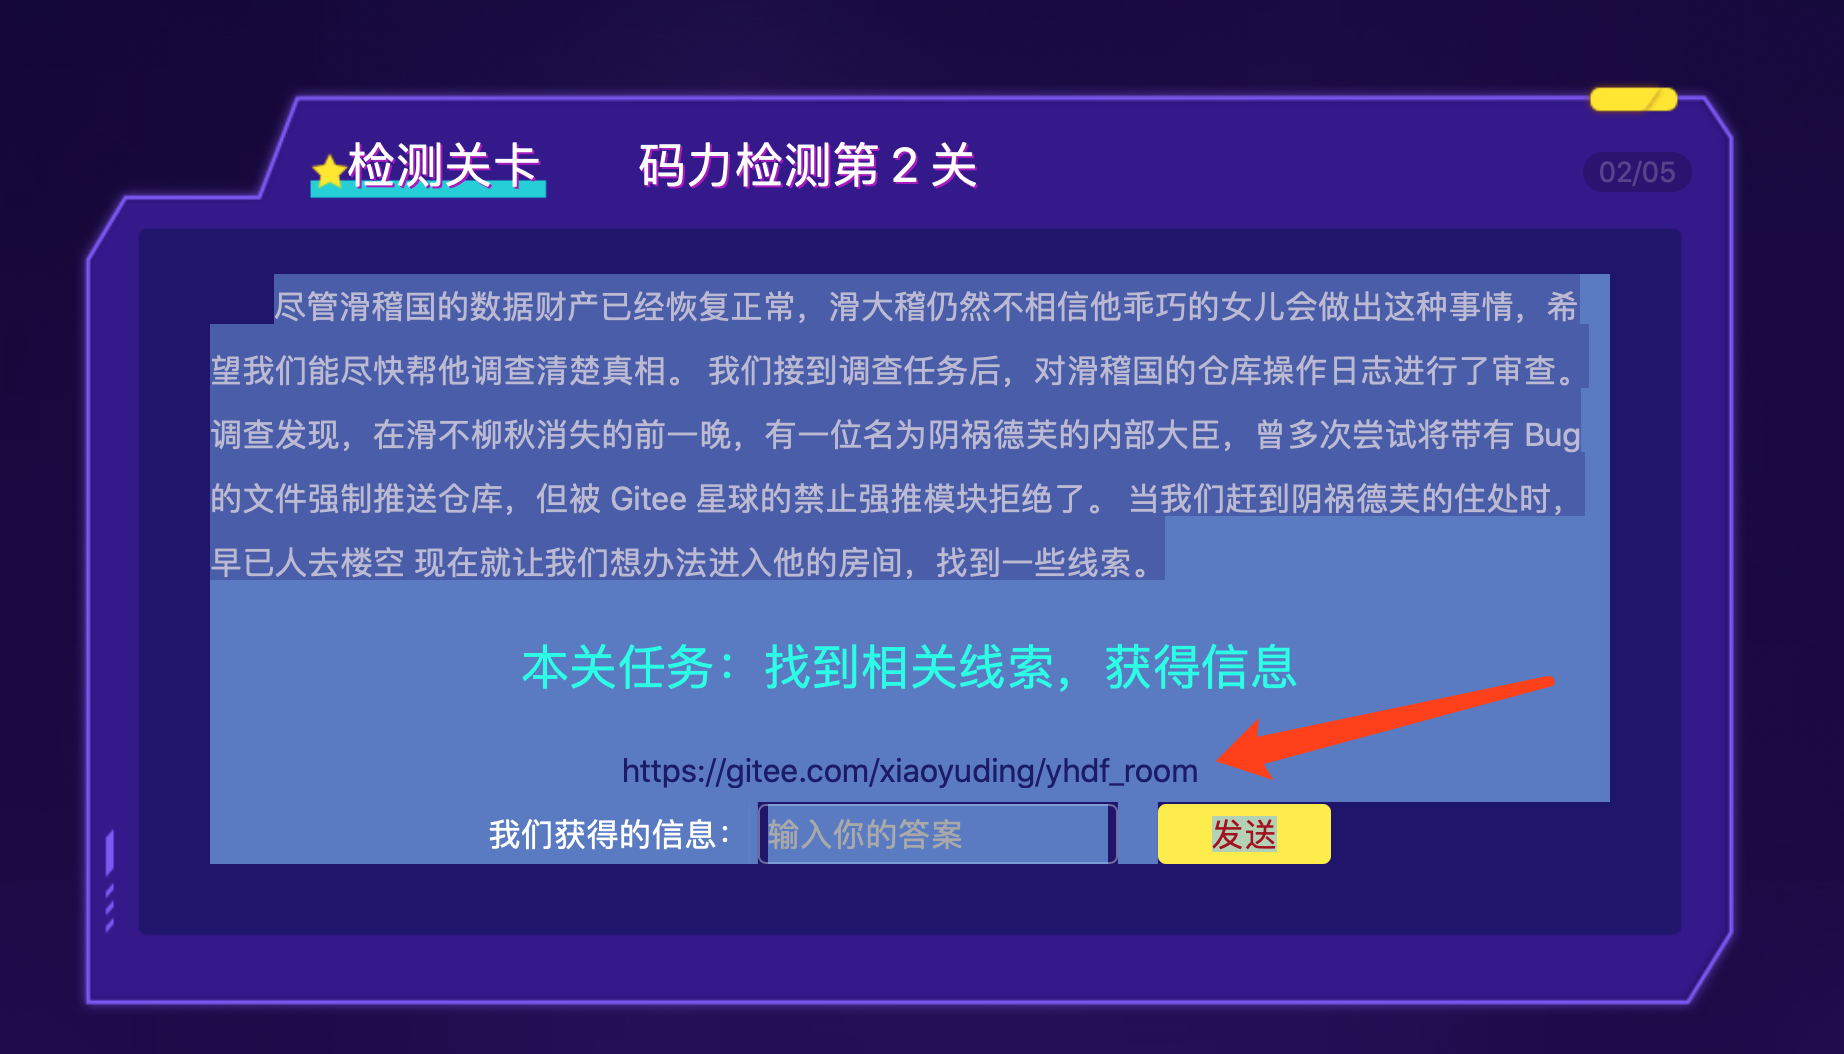 检测关卡
码力检测第 2 关
02/05
尽管滑稽国的数据财产已经恢复正常，滑大稽仍然不相信他乖巧的女儿会做出这种事情，希
望我们能尽快帮他调查清楚真相。 我们接到调查任务后，对滑稽国的仓库操作日志进行了审查。
调查发现，在滑不柳秋消失的前一晚，有一位名为阴祸德芙的内部大臣，曾多次尝试将带有 Bug
的文件强制推送仓库，但被 Gitee 星球的禁止强推模块拒绝了。 当我们赶到阴祸德芙的住处时，
早已人去楼空 现在就让我们想办法进入他的房间，找到一些线索。
本关任务：找到相关线索，获得信息
https://gitee.com/xiaoyuding/yhdf_room
我们获得的信息：
输入你的答案
发送